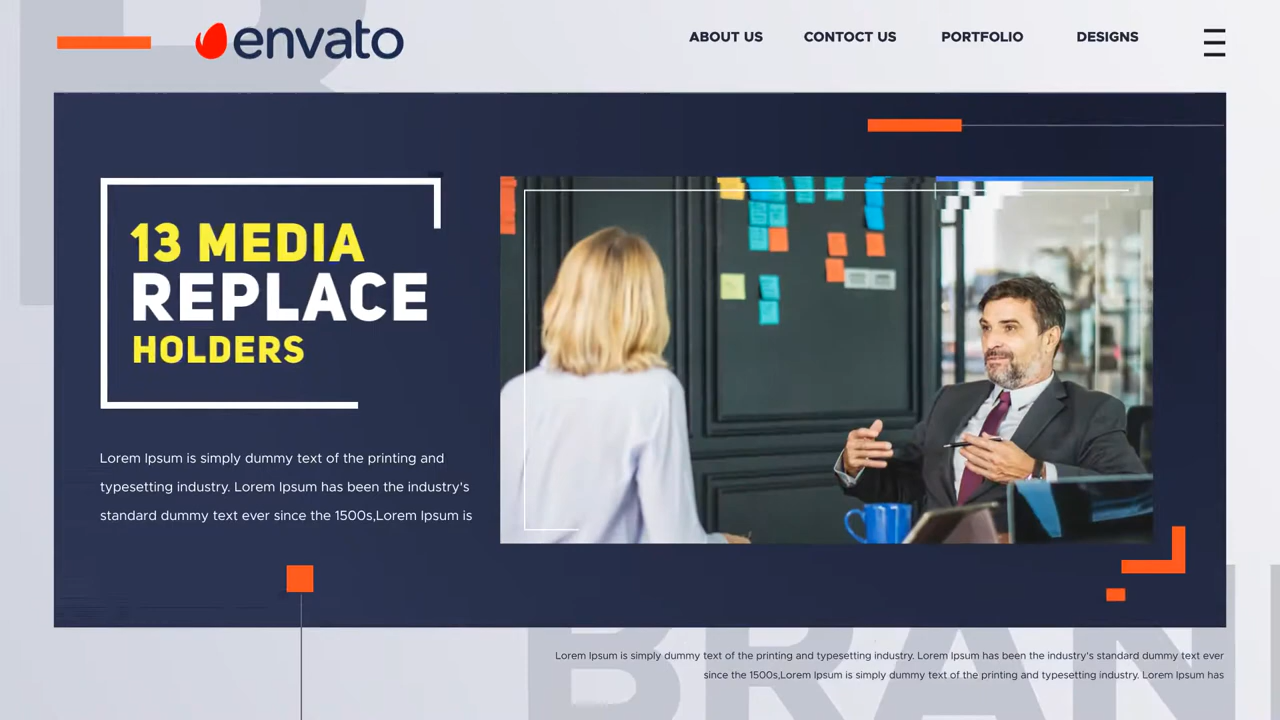 envato
ABOUT US
CONTOCT US
PORTFOLIO
DESIGNS
13 MEDIA
REPLACE
HOLDERS
Lorem Ipsum is simply dummy text of the printing and
typesetting industry. Lorem Ipsum has been the industry's
standard dummy text ever since the 1500s,Lorem Ipsum is
BRAN
Lorem Ipsum is simply dummy text of the printing and typesetting industry. Lorem Ipsum has been the industry's standard dummy text ever
since the 1500s,Lorem Ipsum is simply dummy text of the printing and typesetting industry. Lorem Ipsum has